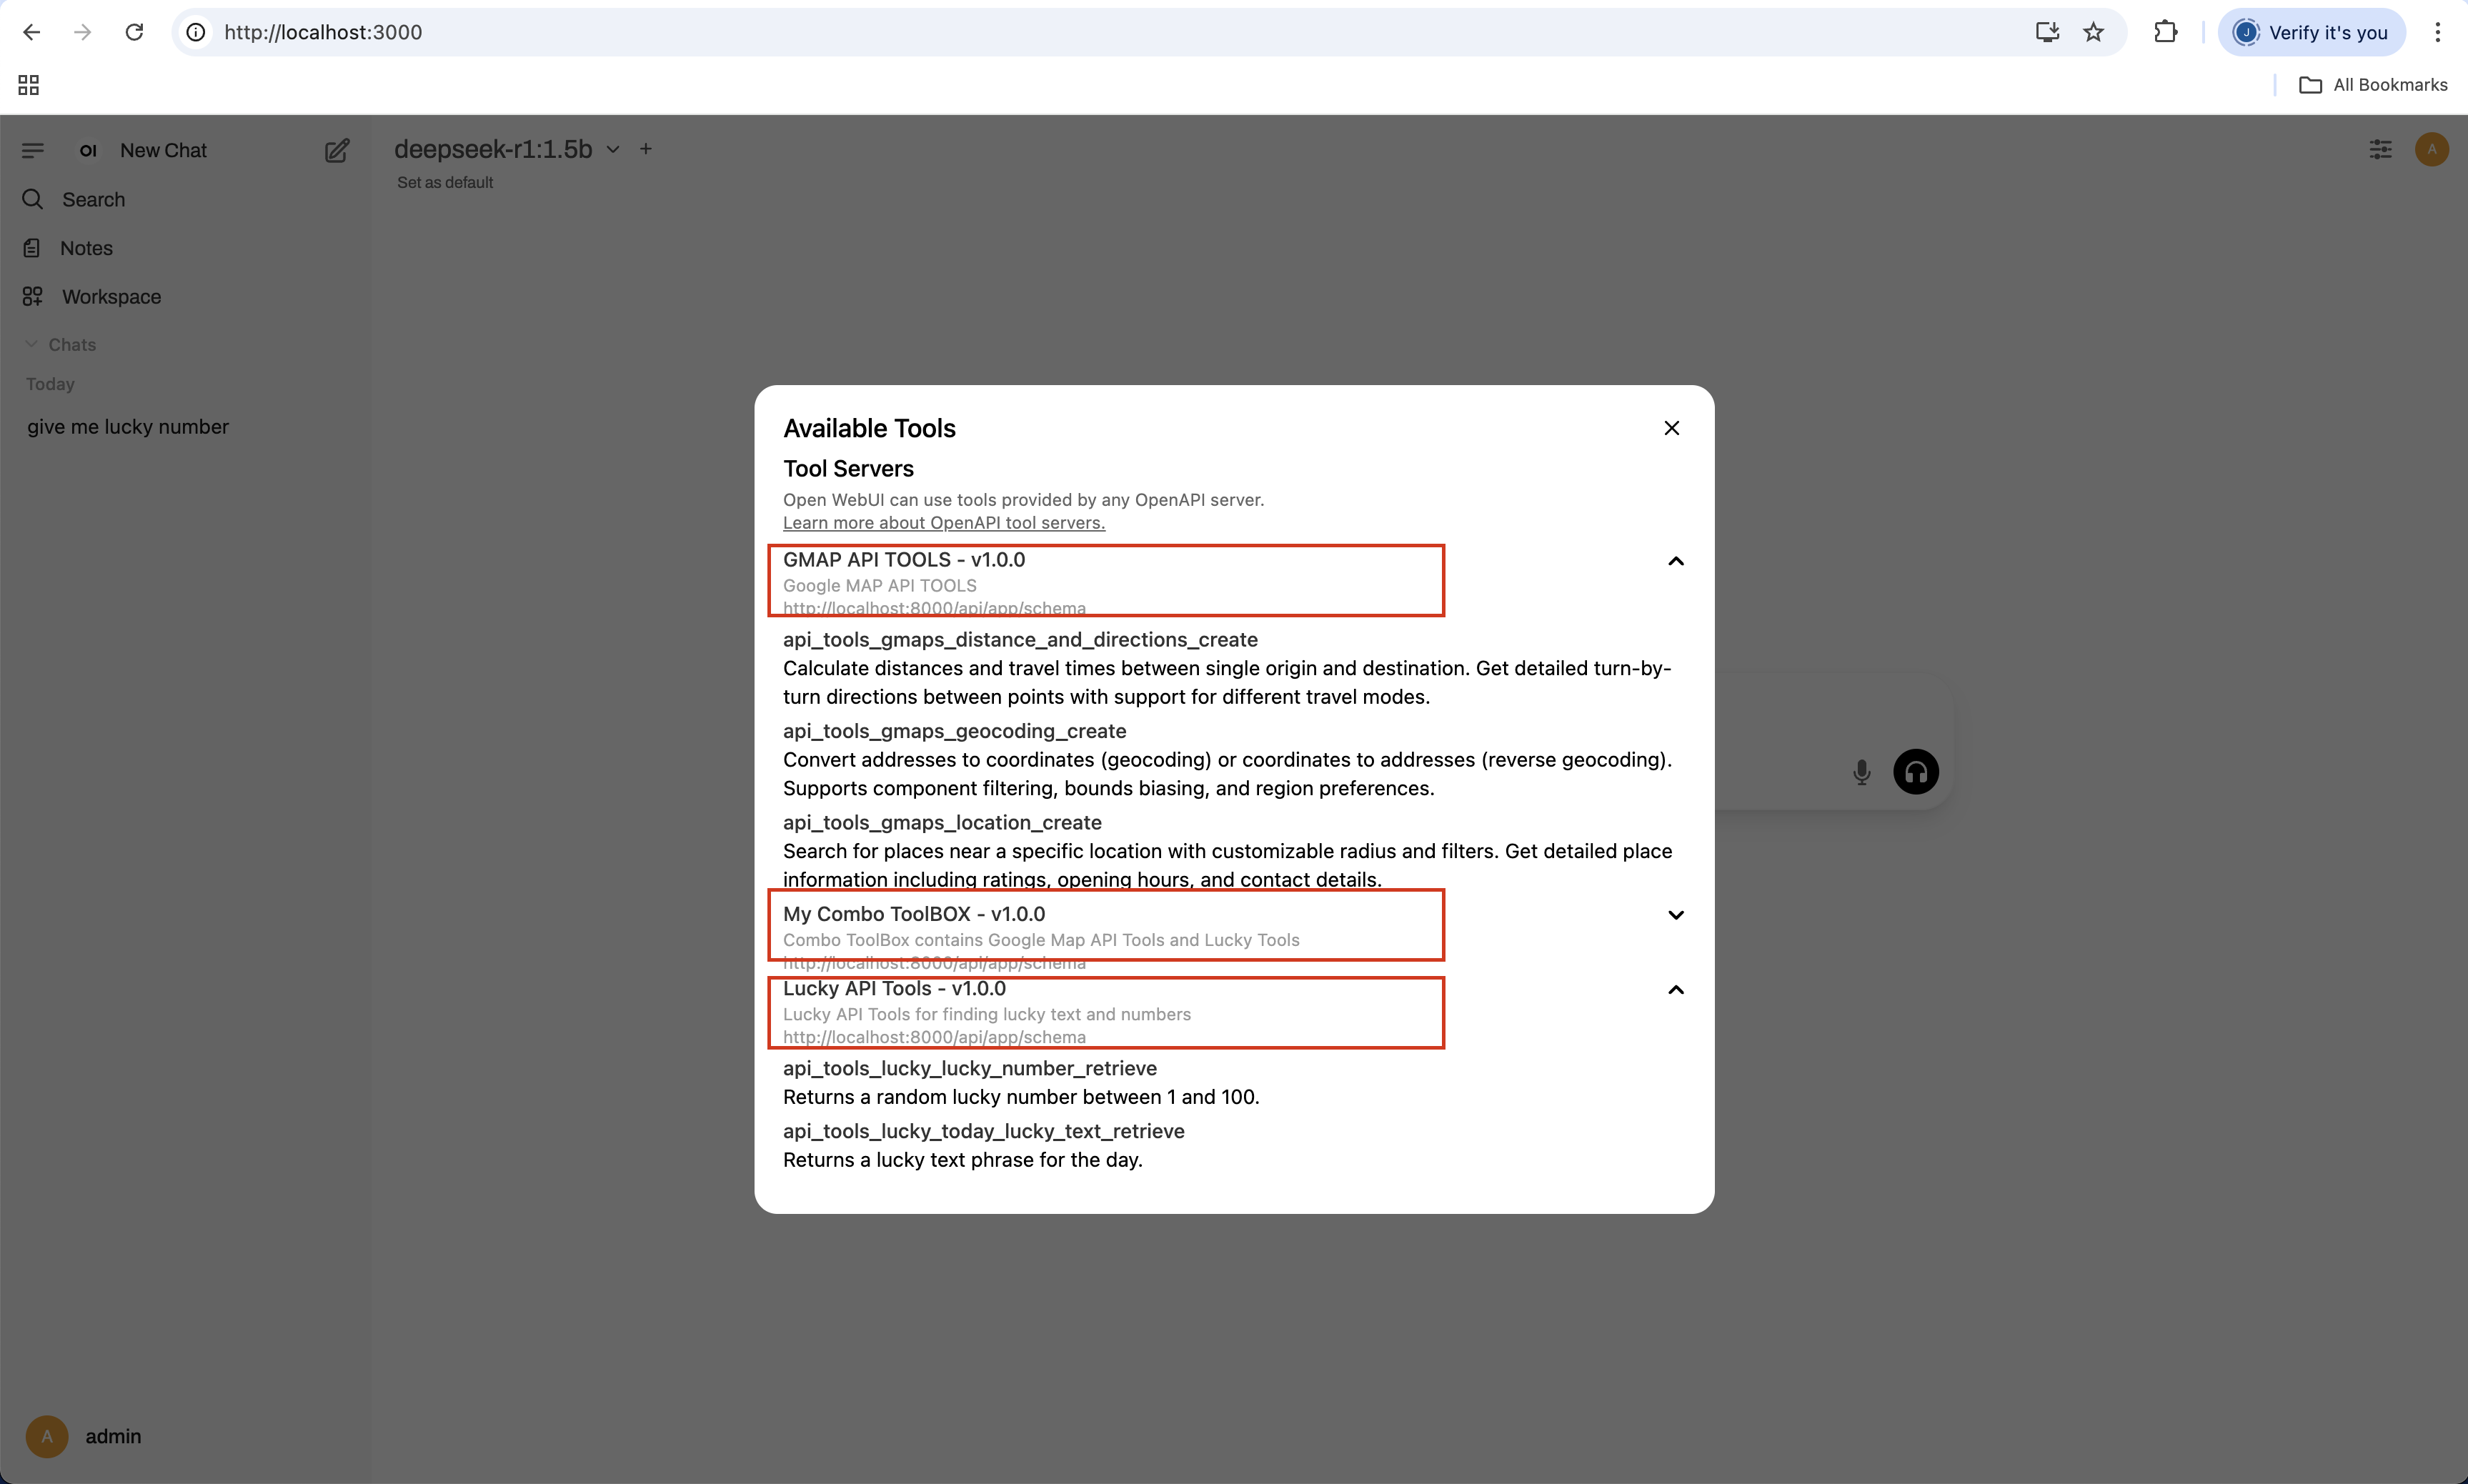 http://localhost:3000
J
Verify it's you
All Bookmarks
OI
New Chat
Search
Notes
Workspace
Chats
Today
give me lucky number
A
admin
deepseek-r1:1.5b
Set as default
A
Available Tools
Tool Servers
Open WebUI can use tools provided by any OpenAPI server.
Learn more about OpenAPI tool servers.
GMAP API TOOLS - v1.0.0
Google MAP API TOOLS
http://localhost:8000/api/app/schema
api_tools_gmaps_distance_and_directions_create
Calculate distances and travel times between single origin and destination. Get detailed turn-by-
turn directions between points with support for different travel modes.
api_tools_gmaps_geocoding_create
Convert addresses to coordinates (geocoding) or coordinates to addresses (reverse geocoding).
Supports component filtering, bounds biasing, and region preferences.
api_tools_gmaps_location_create
Search for places near a specific location with customizable radius and filters. Get detailed place
information including ratings, opening hours, and contact details.
My Combo ToolBOX - v1.0.0
Combo ToolBox contains Google Map API Tools and Lucky Tools
http://localhost:8000/api/app/schema
Lucky API Tools - v1.0.0
Lucky API Tools for finding lucky text and numbers
http://localhost:8000/api/app/schema
api_tools_lucky_lucky_number_retrieve
Returns a random lucky number between 1 and 100.
api_tools_lucky_today_lucky_text_retrieve
Returns a lucky text phrase for the day.